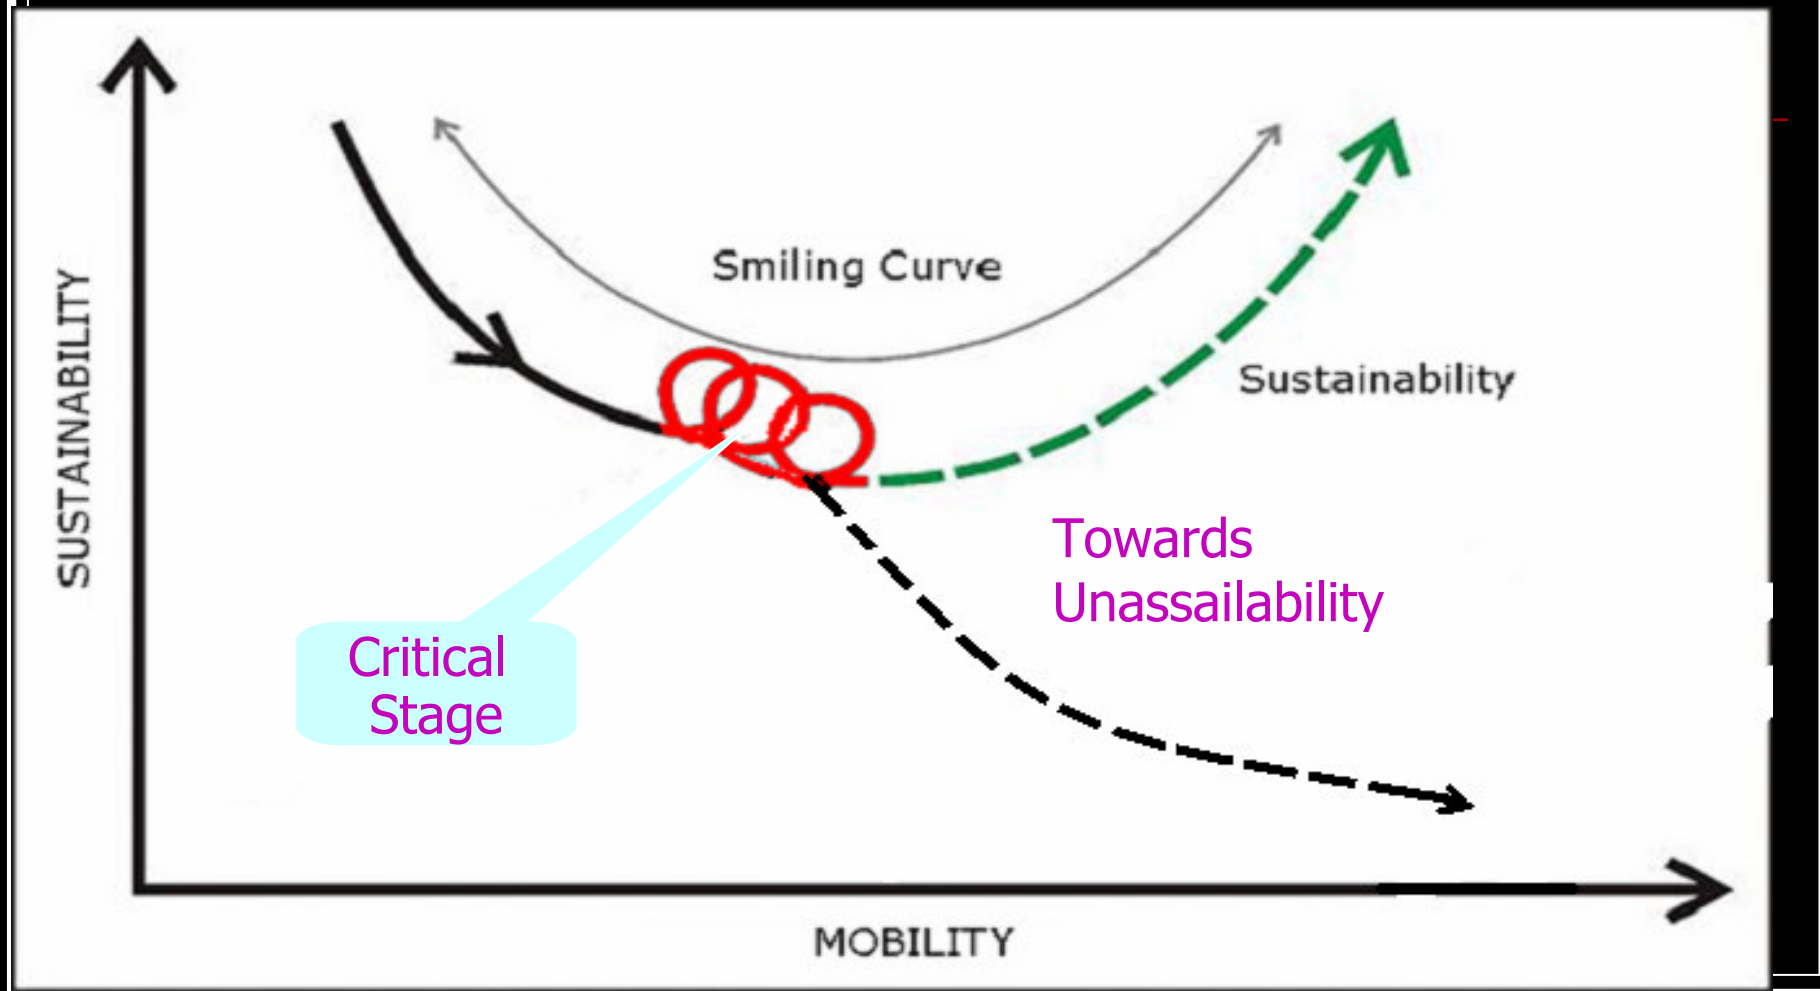 SUSTAINABILITY
Smiling Curve
Sustainability
Towards
Unassailability
Critical
Stage
MOBILITY